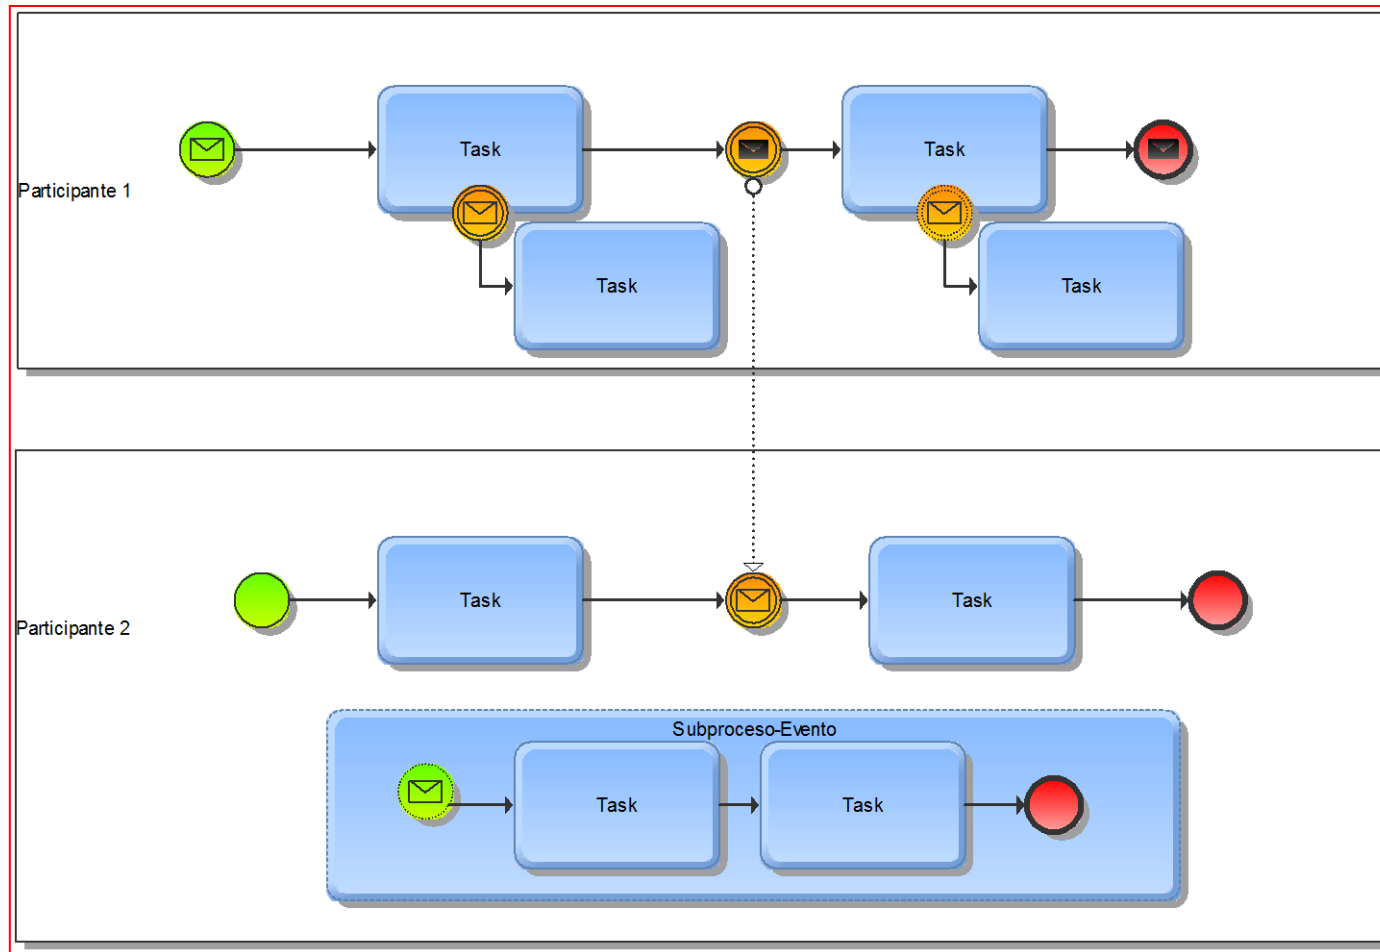 Participante 1
Task
Task
Task
Task
Participante 2
Task
Task
Subproceso-Evento
Task
Task